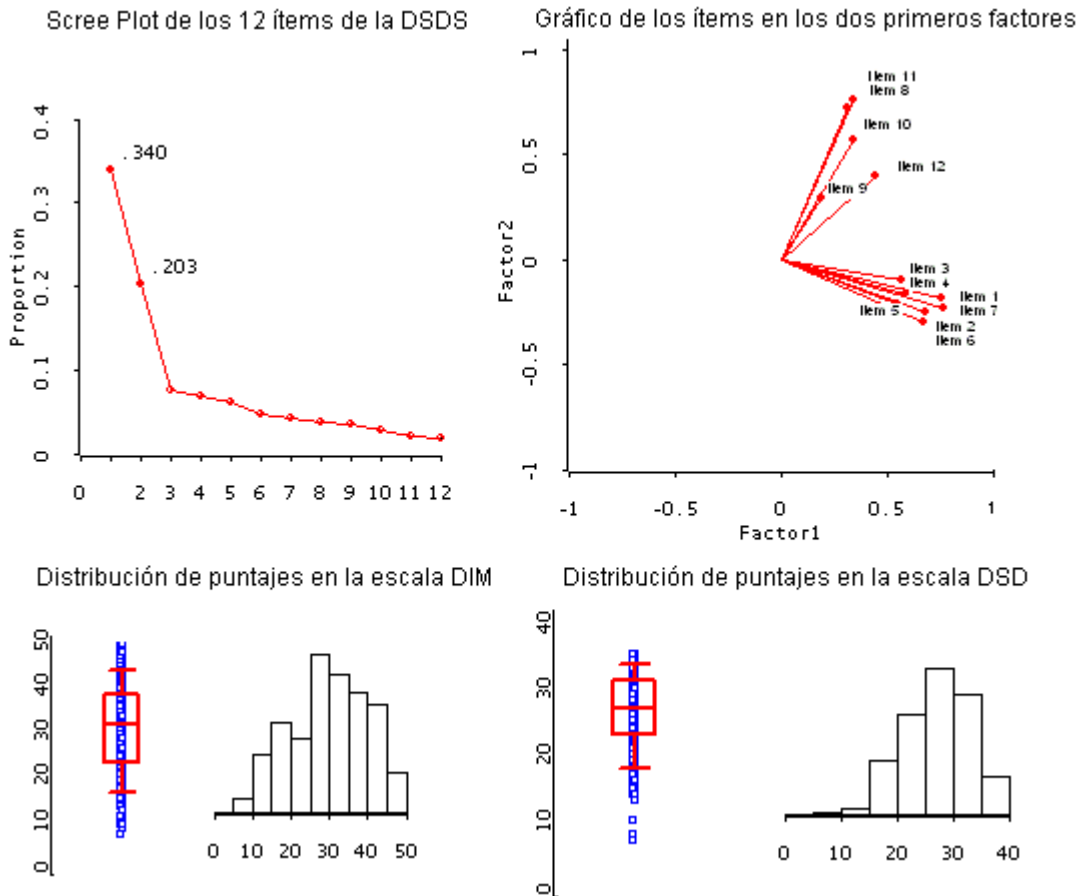 Scree Plot de los 12 ítems de la DSDS
0.4
0.3
0.2
0.1
0
Proportion
.340
.203
0 1 2 3 4 5 6 7 8 9 10 11 12
Gráfico de los ítems en los dos primeros factores
1
0.5
0
-0.5
-1
Factor2
Item 11
Item 8
Item 10
Item 12
Item 9
Item 3
Item 4
Item 1
Item 5
Item 7
Item 2
Item 6
-1 -0.5 0 0.5 1
Factor1
Distribución de puntajes en la escala DIM
50
40
30
20
10
0
0 10 20 30 40 50
Distribución de puntajes en la escala DSD
40
30
20
10
0
0 10 20 30 40